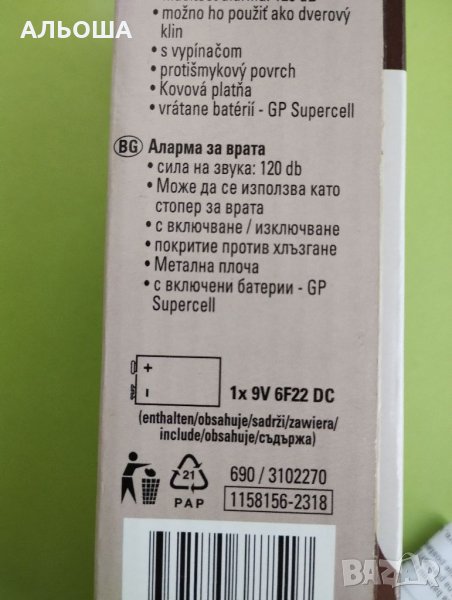 АЛЬОША
• možno ho použiť ako dverový
klin
• s vypínačom
• protišmykový povrch
• Kovová platňa
• vrátane batérií - GP Supercell
BG Аларма за врата
• сила на звука: 120 db
• Може да се използва като
стопер за врата
• с включване / изключване
• покритие против хлъзгане
• Метална плоча
• с включени батерии - GP
Supercell
+
-
1x 9V 6F22 DC
(enthalten/obsahuje/sadrži/zawiera/
include/obsahuje/съдържа)
21
PAP
690 / 3102270
1158156-2318
BAZAR